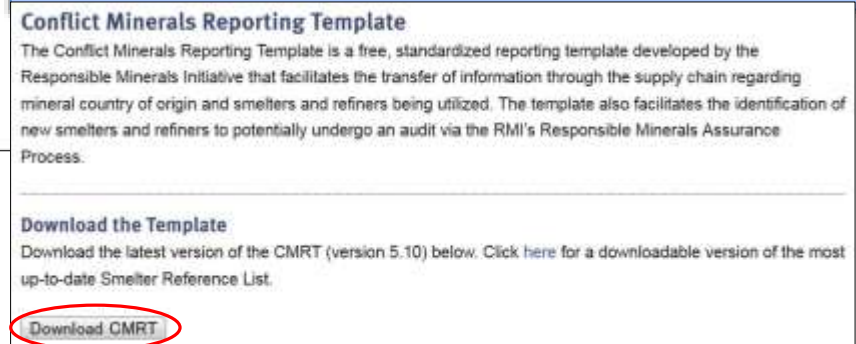 Conflict Minerals Reporting Template
The Conflict Minerals Reporting Template is a free, standardized reporting template developed by the
Responsible Minerals Initiative that facilitates the transfer of information through the supply chain regarding
mineral country of origin and smelters and refiners being utilized. The template also facilitates the identification of
new smelters and refiners to potentially undergo an audit via the RMI's Responsible Minerals Assurance
Process.
Download the Template
Download the latest version of the CMRT (version 5.10) below. Click here for a downloadable version of the most
up-to-date Smelter Reference List.
Download CMRT